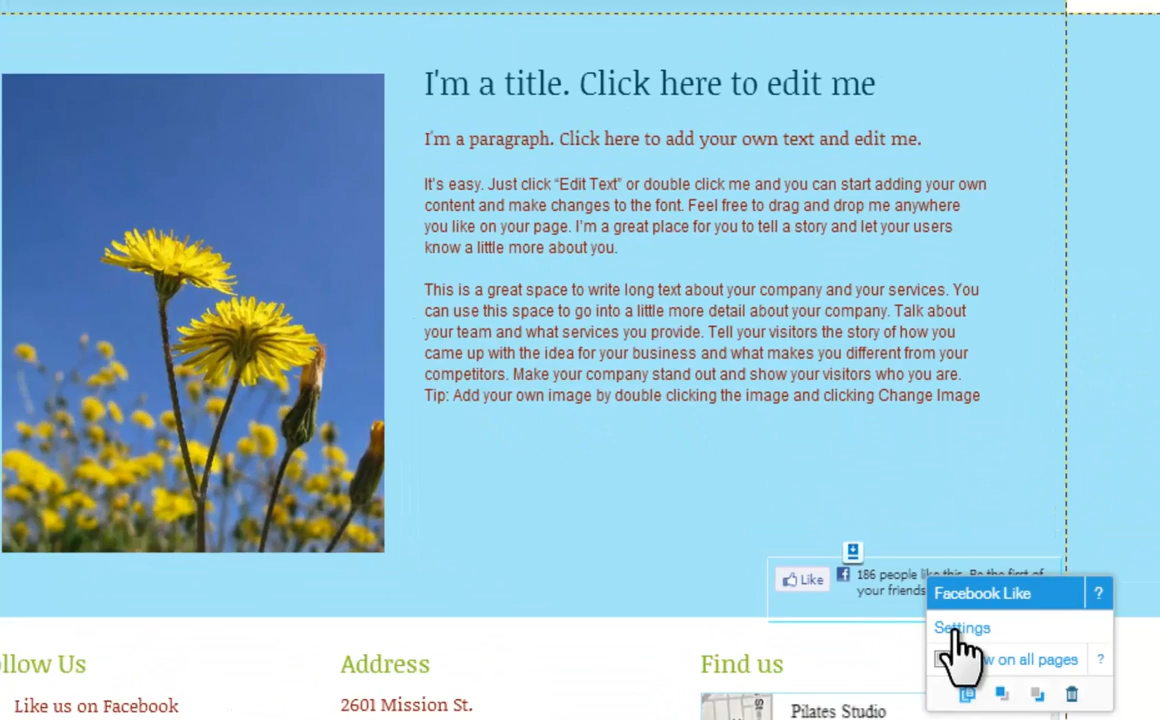 I'm a title. Click here to edit me
I'm a paragraph. Click here to add your own text and edit me.
It's easy. Just click “Edit Text” or double click me and you can start adding your own
content and make changes to the font. Feel free to drag and drop me anywhere
you like on your page. I'm a great place for you to tell a story and let your users
know a little more about you.
This is a great space to write long text about your company and your services. You
can use this space to go into a little more detail about your company. Talk about
your team and what services you provide. Tell your visitors the story of how you
came up with the idea for your business and what makes you different from your
competitors. Make your company stand out and show your visitors who you are.
Tip: Add your own image by double clicking the image and clicking Change Image
Like
186 people like this. Be the first of
your friends
Facebook Like ?
Settings
on all pages ?
ollow Us
Like us on Facebook
Address
2601 Mission St.
Find us
Pilates Studio